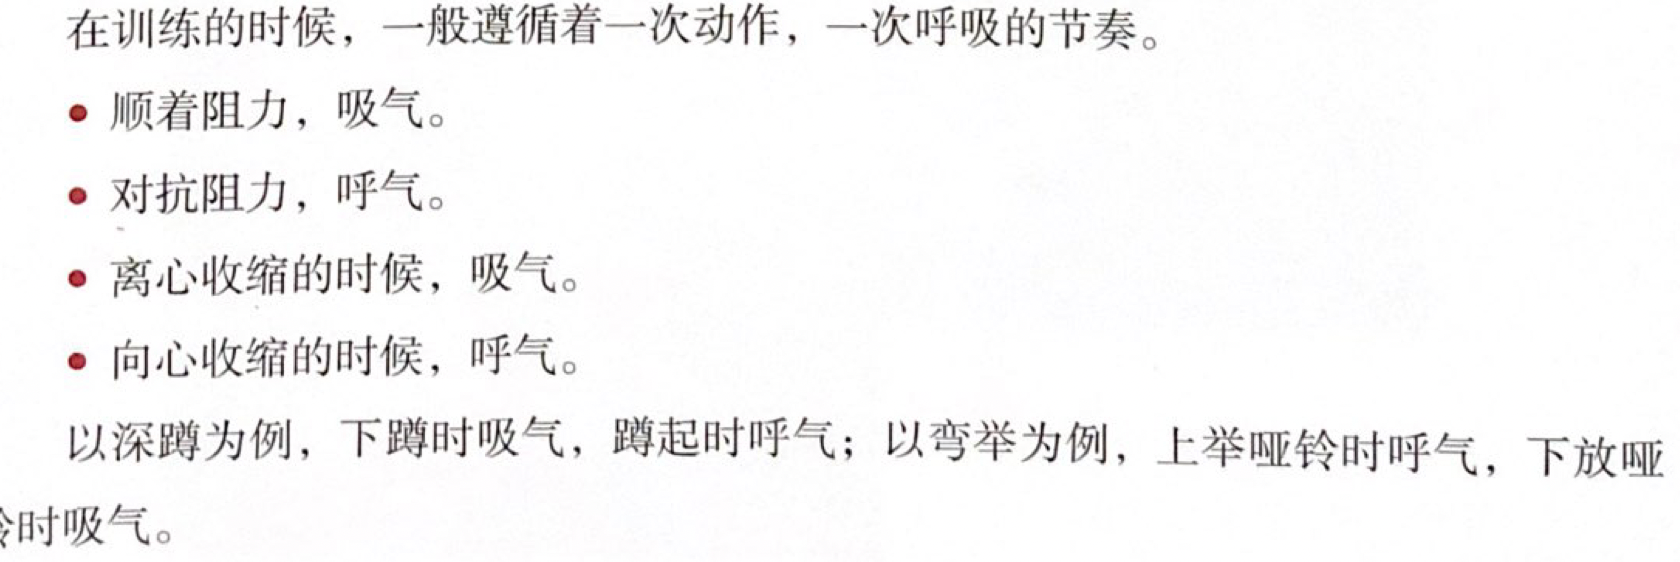 在训练的时候，一般遵循着一次动作，一次呼吸的节奏。
• 顺着阻力，吸气。
• 对抗阻力，呼气。
• 离心收缩的时候，吸气。
• 向心收缩的时候，呼气。
以深蹲为例，下蹲时吸气，蹲起时呼气；以弯举为例，上举哑铃时呼气，下放哑
铃时吸气。